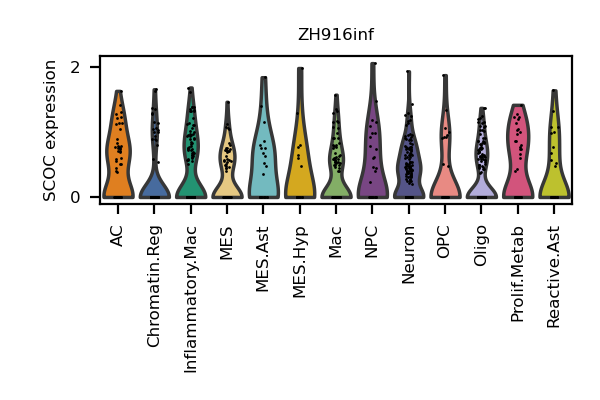 ZH916inf
SCOC expression
2
0
AC
Chromatin.Reg
Inflammatory.Mac
MES
MES.Ast
MES.Hyp
Mac
NPC
Neuron
OPC
Oligo
Prolif.Metab
Reactive.Ast